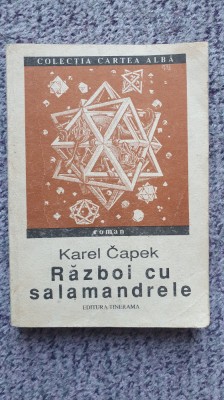 COLECȚIA CARTEA ALBĂ
roman
Karel Čapek
Război cu
salamandrele
EDITURA TINERAMA